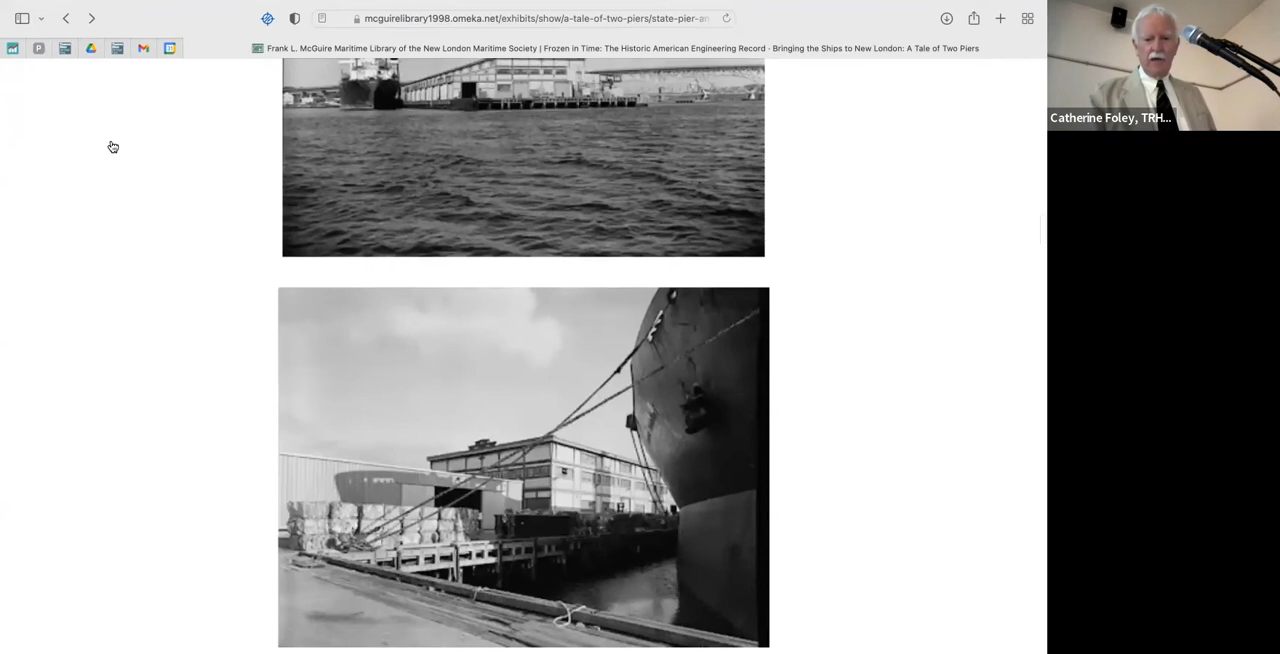 mcguirelibrary1998.omeka.net/exhibits/show/a-tale-of-two-piers/state-pier-an
Frank L. McGuire Maritime Library of the New London Maritime Society | Frozen in Time: The Historic American Engineering Record · Bringing the Ships to New London: A Tale of Two Piers
Catherine Foley, TRH...